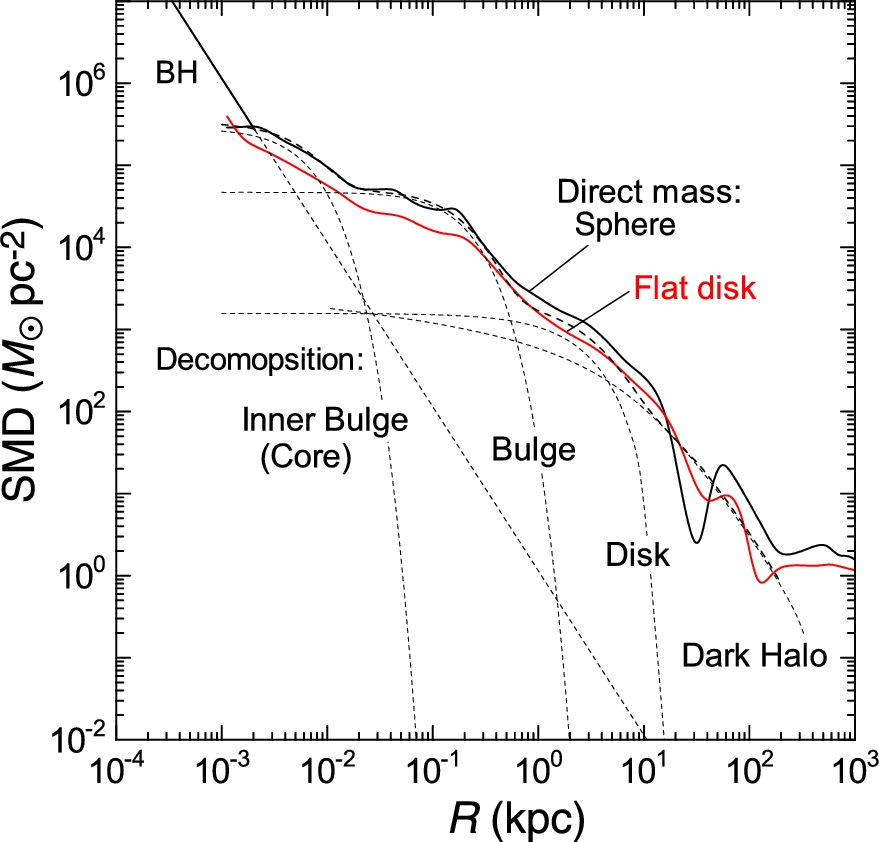 SMD (M☉ pc-2)
10^6
10^4
10^2
10^0
10^-2
BH
Direct mass:
Sphere
Flat disk
Decomopsition:
Inner Bulge
(Core)
Bulge
Disk
Dark Halo
10^-4 10^-3 10^-2 10^-1 10^0 10^1 10^2 10^3
R (kpc)